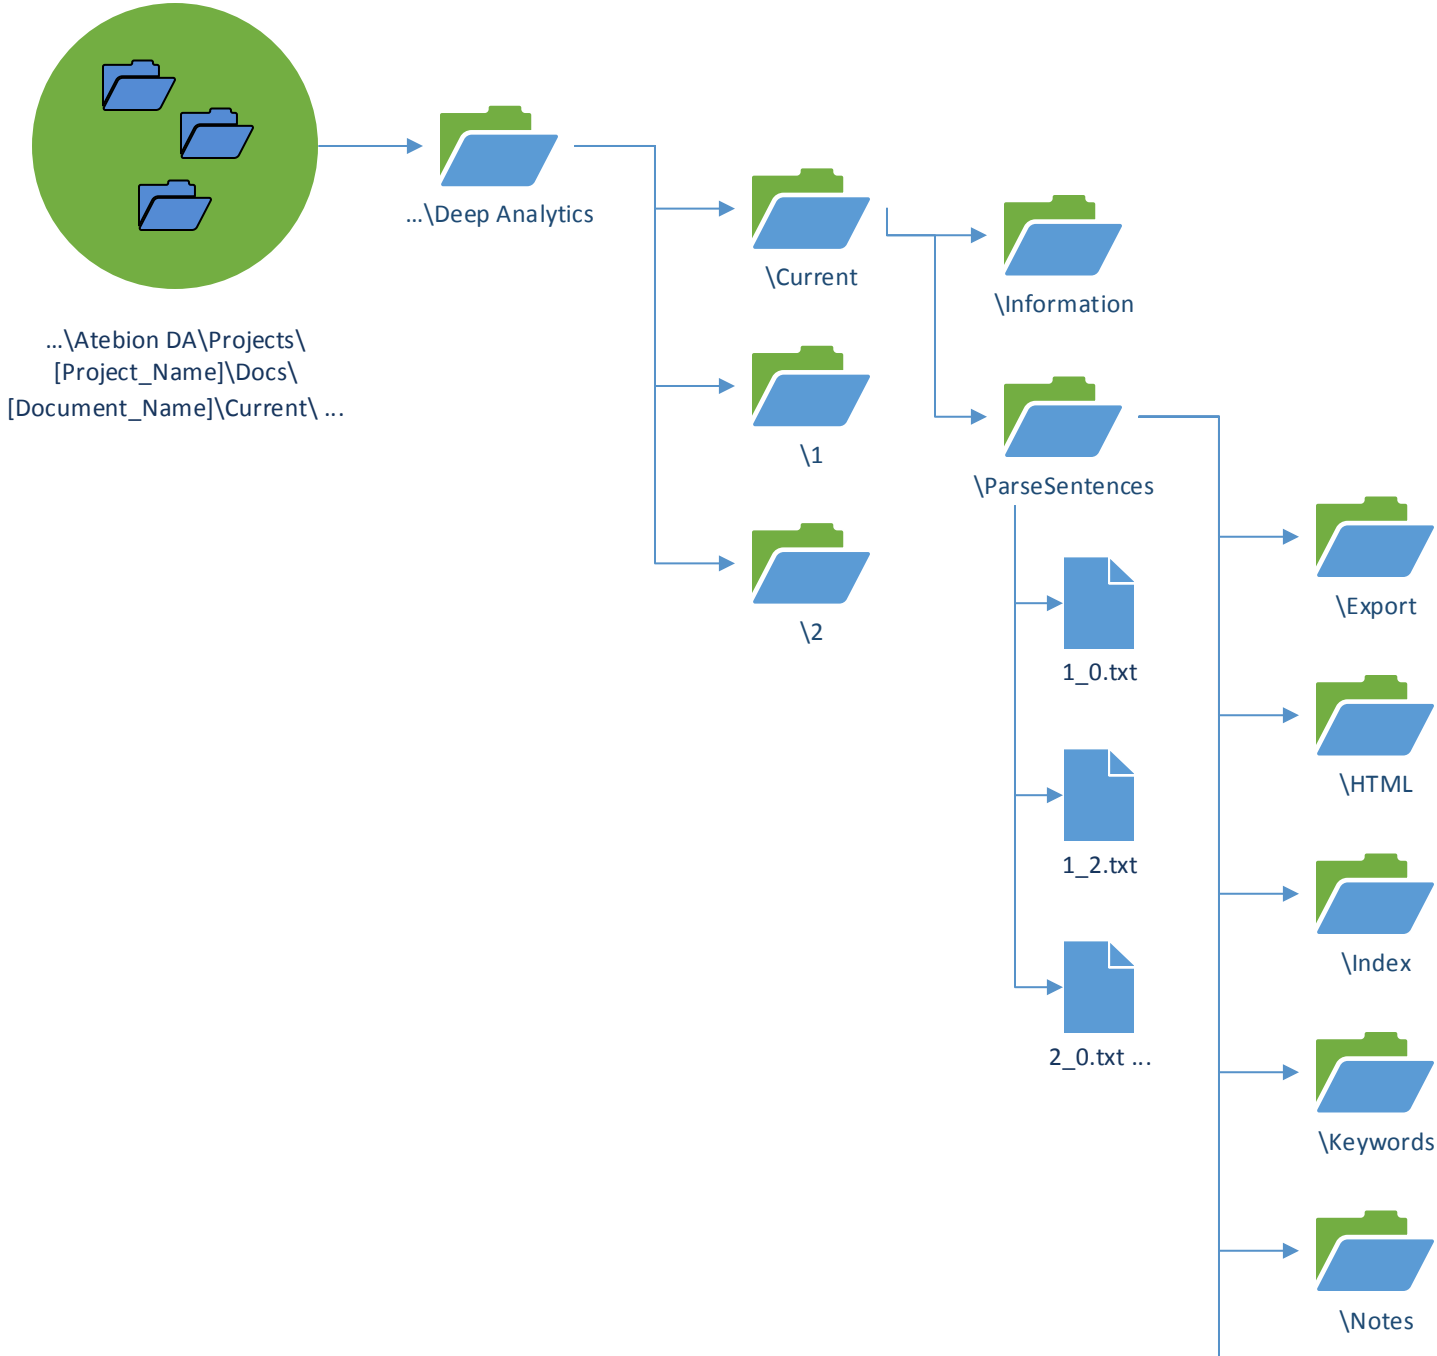 ...\Deep Analytics
\Current
\Information
...\Atebion DA\Projects\
[Project_Name]\Docs\
[Document_Name]\Current\ ...
\1
\ParseSentences
\2
\Export
1_0.txt
\HTML
1_2.txt
\Index
2_0.txt ...
\Keywords
\Notes